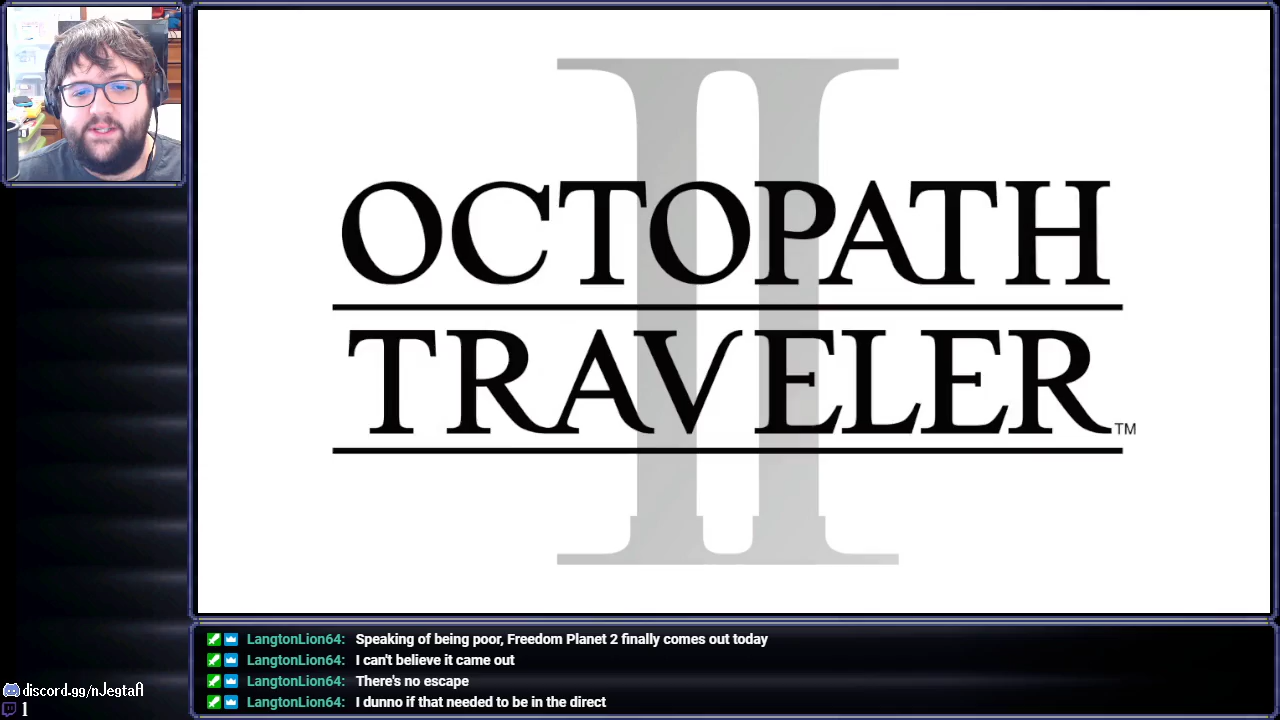 II
OCTOPATH
TRAVELER™
LangtonLion64: Speaking of being poor, Freedom Planet 2 finally comes out today
LangtonLion64: I can't believe it came out
LangtonLion64: There's no escape
LangtonLion64: I dunno if that needed to be in the direct
discord.gg/nJegtaA
1